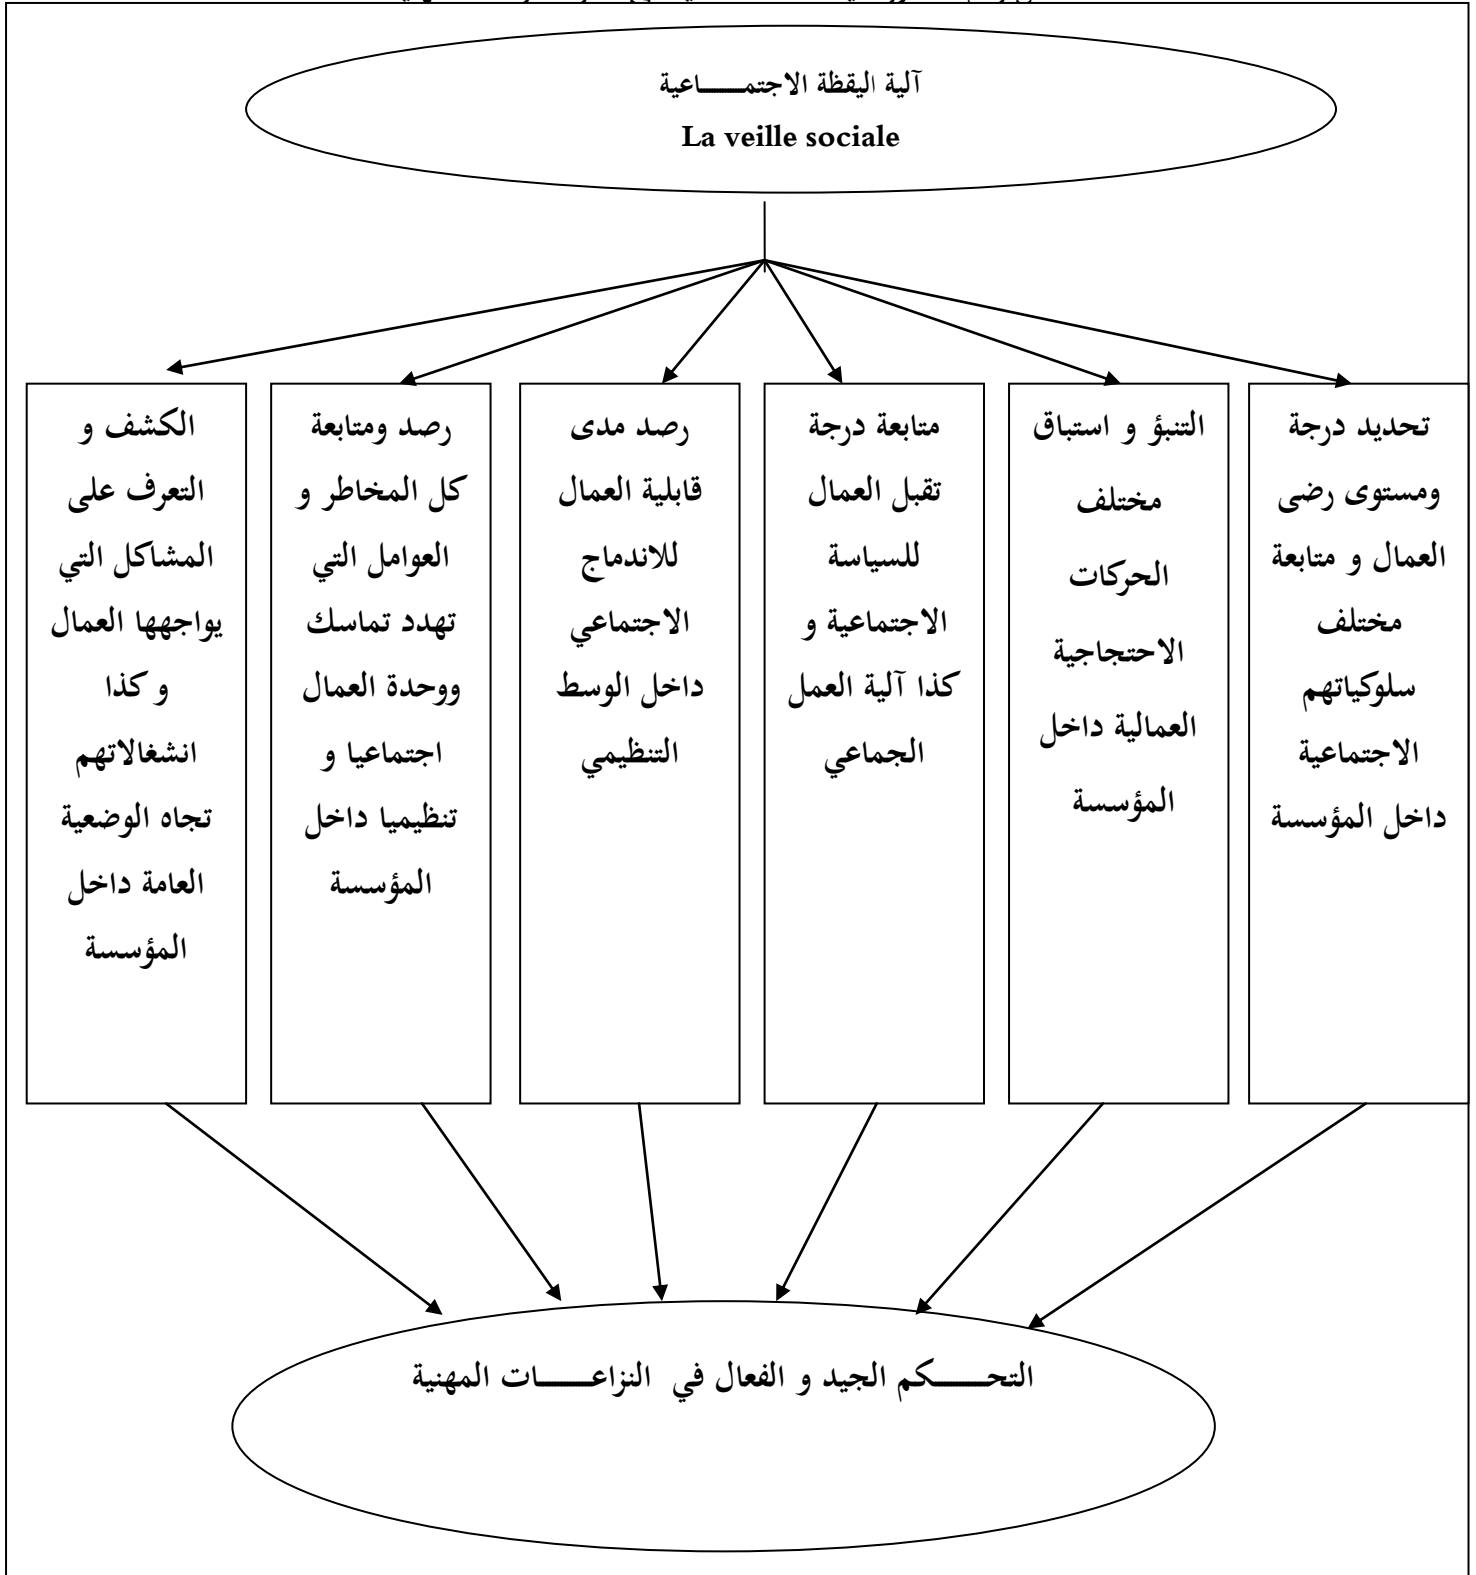 آلية اليقظة الاجتمـــــاعية
La veille sociale
تحديد درجة
ومستوى رضى
العمال و متابعة
مختلف
سلوكياتهم
الاجتماعية
داخل المؤسسة
التنبؤ و استباق
مختلف
الحركات
الاحتجاجية
العمالية داخل
المؤسسة
متابعة درجة
تقبل العمال
للسياسة
الاجتماعية و
كذا آلية العمل
الجماعي
رصد مدى
قابلية العمال
للاندماج
الاجتماعي
داخل الوسط
التنظيمي
رصد ومتابعة
كل المخاطر و
العوامل التي
تهدد تماسك
ووحدة العمال
اجتماعيا و
تنظيميا داخل
المؤسسة
الكشف و
التعرف على
المشاكل التي
يواجهها العمال
و كذا
انشغالاتهم
تجاه الوضعية
العامة داخل
المؤسسة
التحـــــكم الجيد و الفعال في النزاعـــــات المهنية